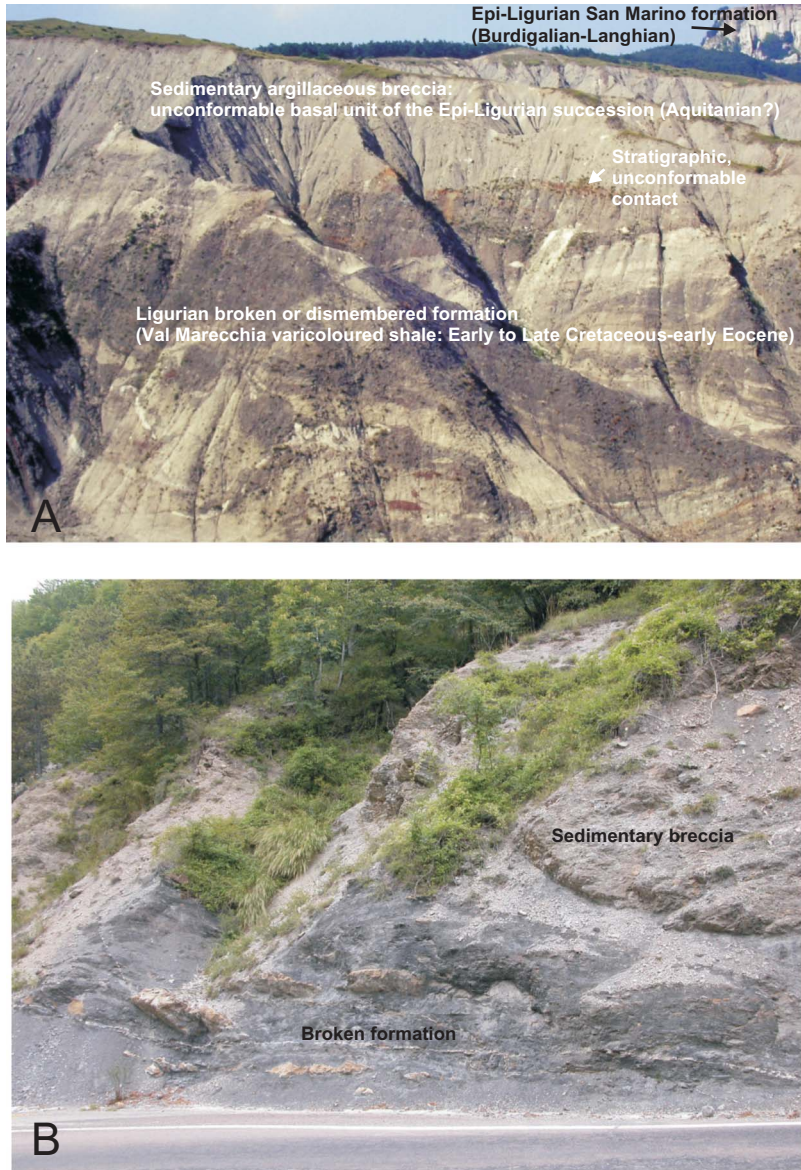 Epi-Ligurian San Marino formation
(Burdigalian-Langhian)
Sedimentary argillaceous breccia:
unconformable basal unit of the Epi-Ligurian succession (Aquitanian?)
Stratigraphic,
unconformable
contact
Ligurian broken or dismembered formation
(Val Marecchia varicoloured shale: Early to Late Cretaceous-early Eocene)
A
Sedimentary breccia
Broken formation
B